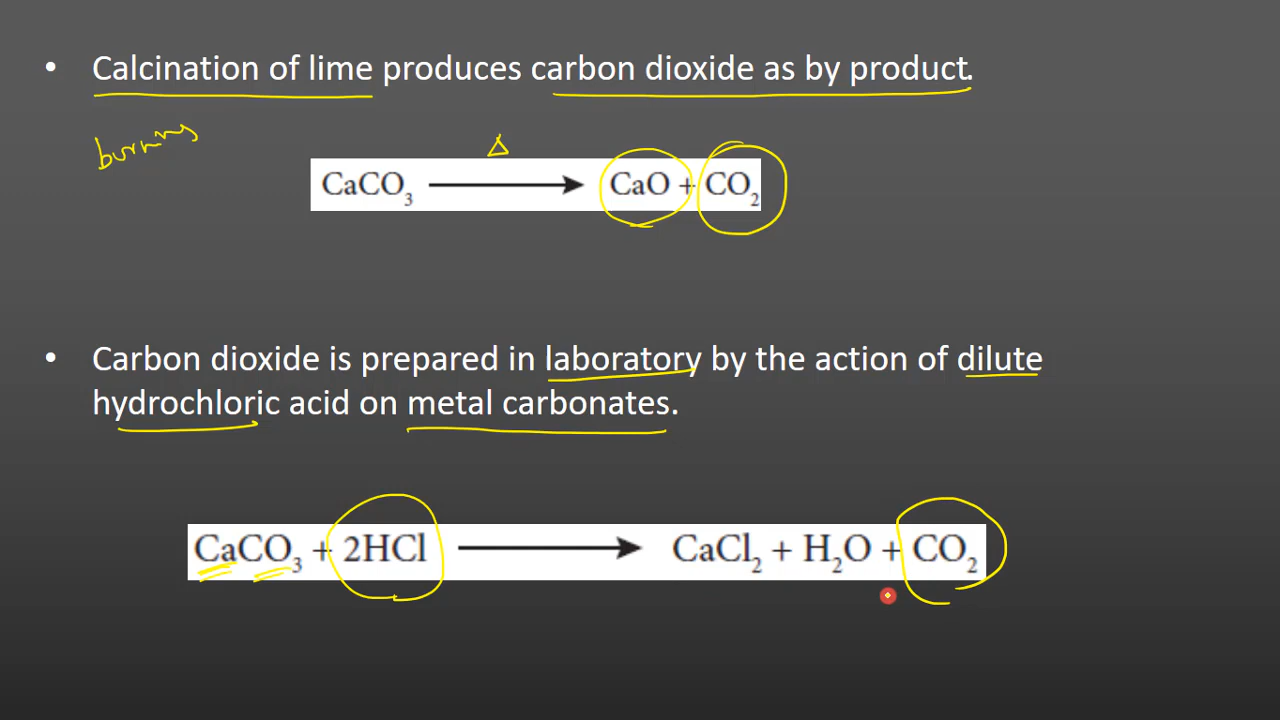 • Calcination of lime produces carbon dioxide as by product.
burning
Δ
CaCO₃ ⟶ CaO + CO₂
• Carbon dioxide is prepared in laboratory by the action of dilute
hydrochloric acid on metal carbonates.
CaCO₃ + 2HCl ⟶ CaCl₂ + H₂O + CO₂